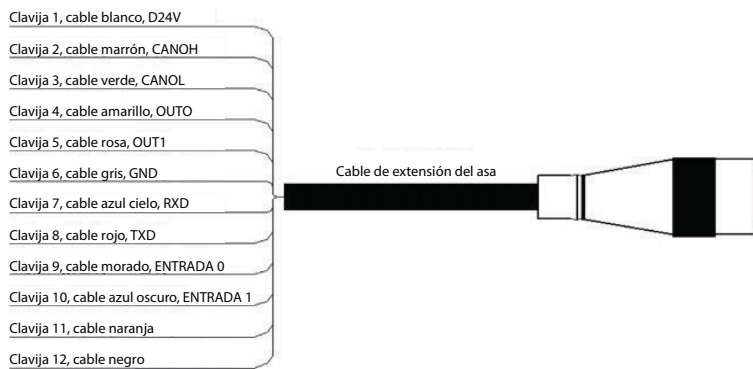 Clavija 1, cable blanco, D24V
Clavija 2, cable marrón, CANOH
Clavija 3, cable verde, CANOL
Clavija 4, cable amarillo, OUTO
Clavija 5, cable rosa, OUT1
Clavija 6, cable gris, GND
Clavija 7, cable azul cielo, RXD
Clavija 8, cable rojo, TXD
Clavija 9, cable morado, ENTRADA 0
Clavija 10, cable azul oscuro, ENTRADA 1
Clavija 11, cable naranja
Clavija 12, cable negro
Cable de extensión del asa